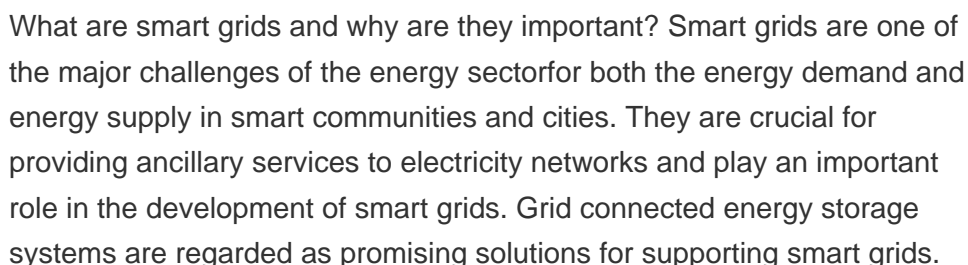 What are smart grids and why are they important? Smart grids are one of
the major challenges of the energy sectorfor both the energy demand and
energy supply in smart communities and cities. They are crucial for
providing ancillary services to electricity networks and play an important
role in the development of smart grids. Grid connected energy storage
systems are regarded as promising solutions for supporting smart grids.